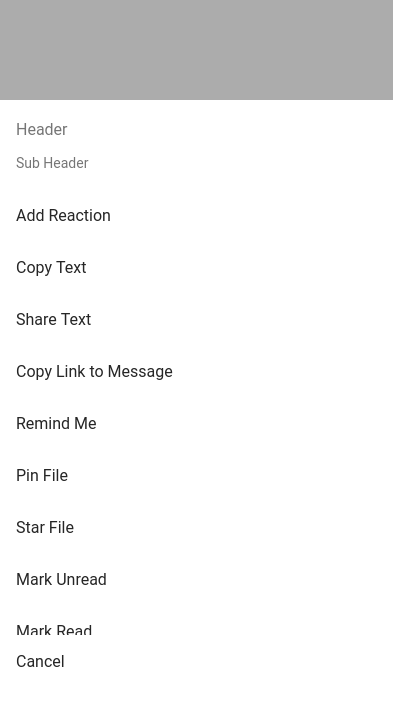 Header
Sub Header
Add Reaction
Copy Text
Share Text
Copy Link to Message
Remind Me
Pin File
Star File
Mark Unread
Mark Read
Cancel